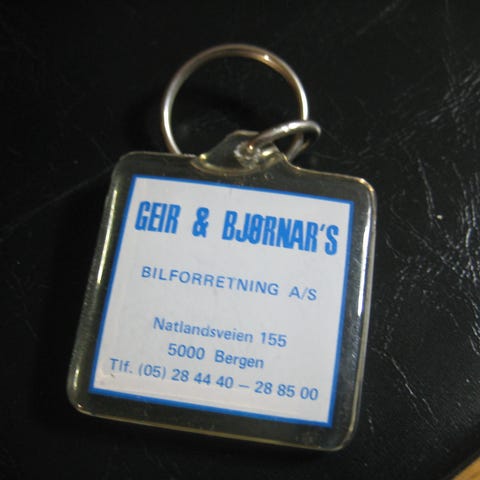 GEIR & BJØRNAR'S
BILFORRETNING A/S
Natlandsveien 155
5000 Bergen
Tlf. (05) 28 44 40 – 28 85 00